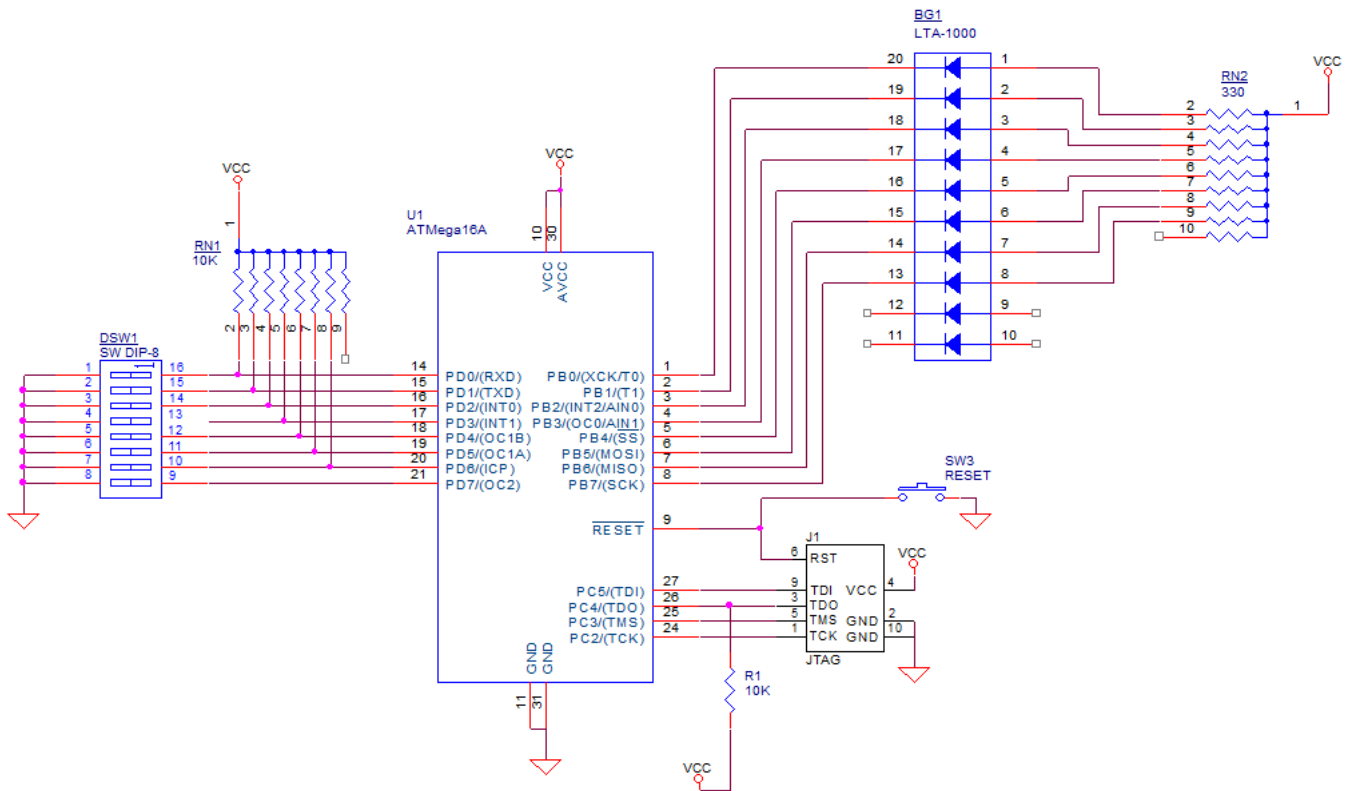 BG1
LTA-1000
20 1
19 2
18 3
17 4
16 5
15 6
14 7
13 8
12 9
11 10
RN2
330
VCC
1
2
3
4
5
6
7
8
9
10
VCC
1
RN1
10K
2 3 4 5 6 7 8 9
VCC
10 30
U1
ATMega16A
VCC AVCC
DSW1
SW DIP-8
1 16
2 15
3 14
4 13
5 12
6 11
7 10
8 9
14 PD0/(RXD) PB0/(XCK/T0) 1
15 PD1/(TXD) PB1/(T1) 2
16 PD2/(INT0) PB2/(INT2/AIN0) 3
17 PD3/(INT1) PB3/(OC0/AIN1) 4
18 PD4/(OC1B) PB4/(SS) 5
19 PD5/(OC1A) PB5/(MOSI) 6
20 PD6/(ICP) PB6/(MISO) 7
21 PD7/(OC2) PB7/(SCK) 8
RESET 9
SW3
RESET
PC5/(TDI) 27
PC4/(TDO) 26
PC3/(TMS) 25
PC2/(TCK) 24
GND GND
11 31
J1
6 RST
9 TDI VCC 4
3 TDO
5 TMS GND 2
1 TCK GND 10
JTAG
VCC
R1
10K
VCC